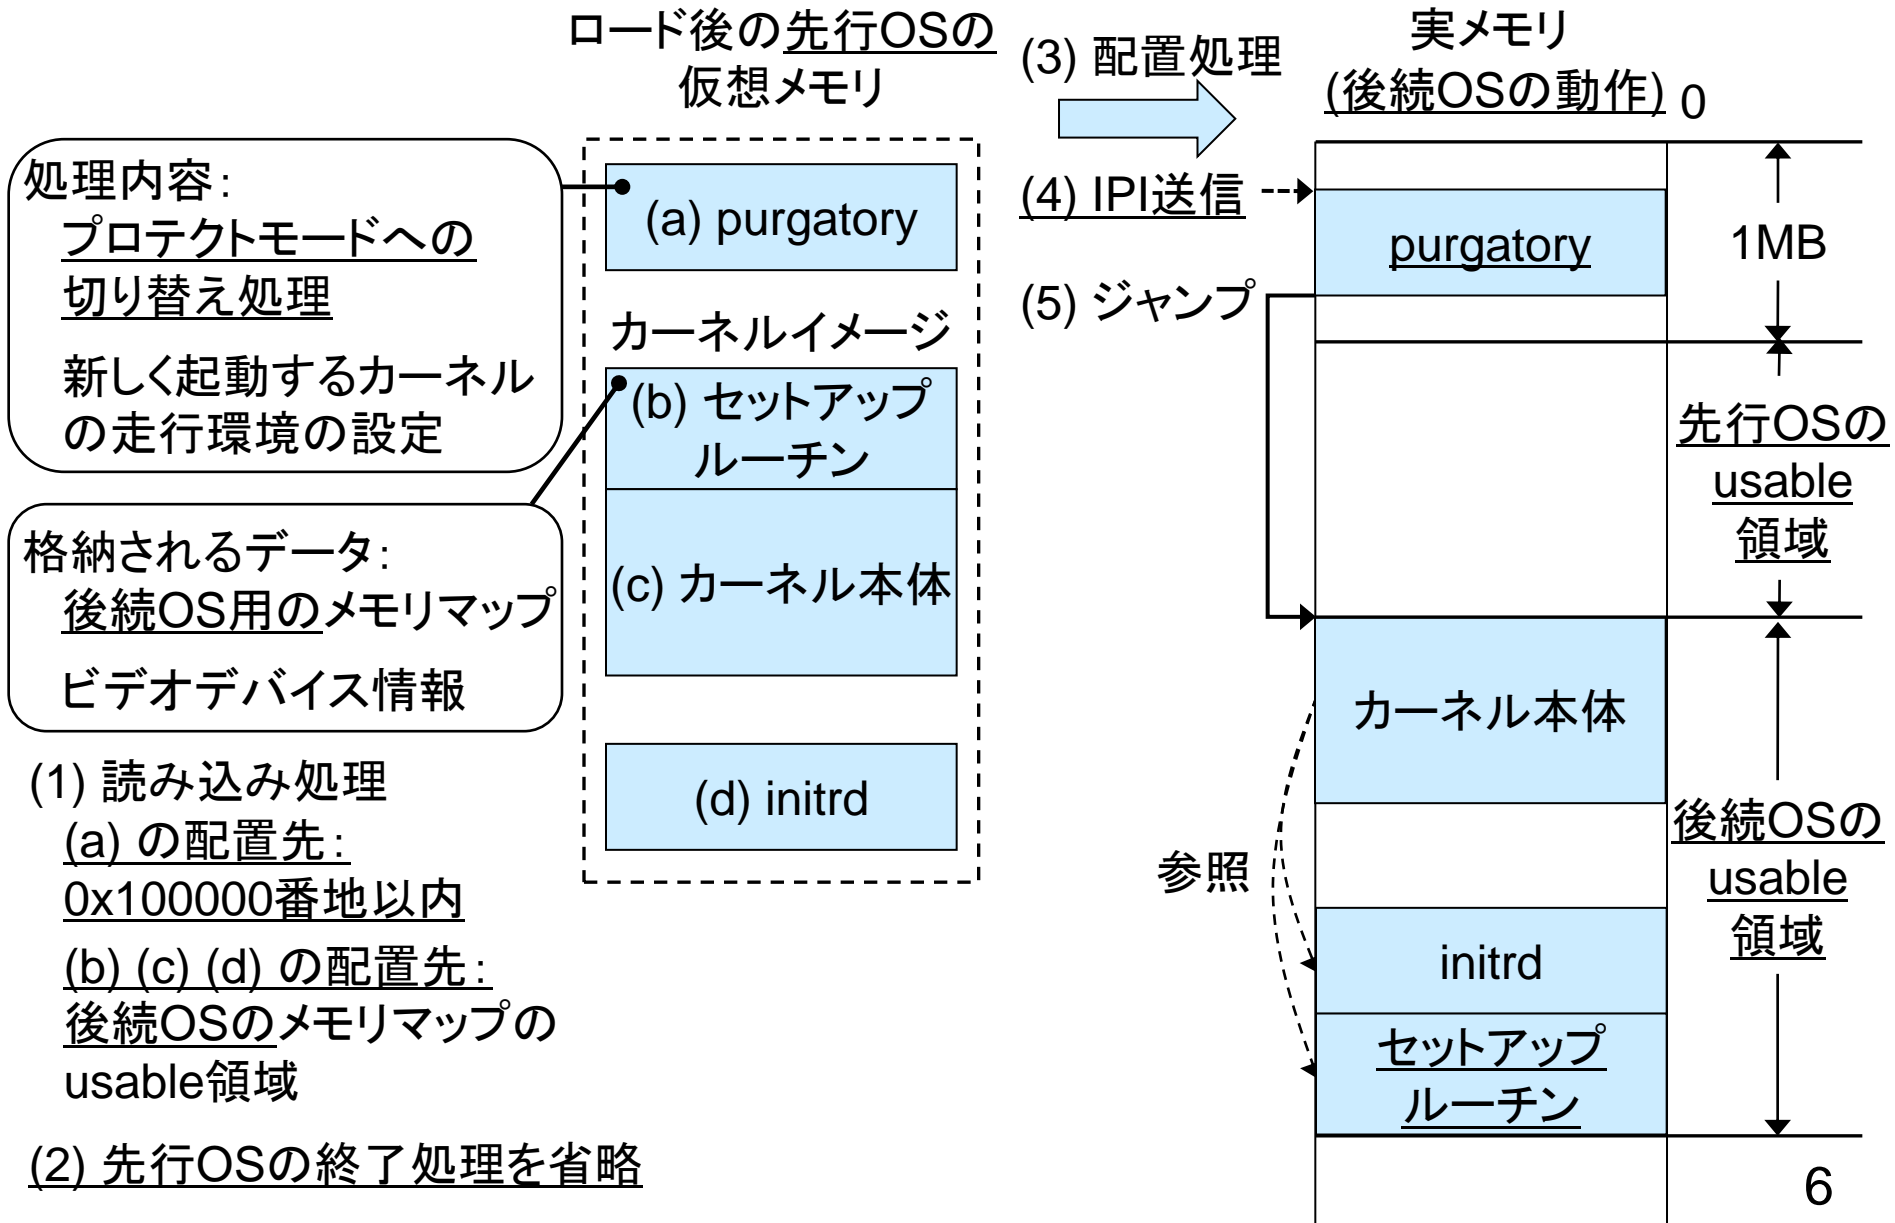 ロード後の先行OSの
仮想メモリ
(3) 配置処理
実メモリ
(後続OSの動作)
0
処理内容:
プロテクトモードへの
切り替え処理
新しく起動するカーネル
の走行環境の設定
(a) purgatory
(4) IPI送信
purgatory
1MB
(5) ジャンプ
カーネルイメージ
(b) セットアップ
ルーチン
(c) カーネル本体
先行OSの
usable
領域
格納されるデータ:
後続OS用のメモリマップ
ビデオデバイス情報
カーネル本体
(d) initrd
(1) 読み込み処理
(a) の配置先:
0x100000番地以内
(b) (c) (d) の配置先:
後続OSのメモリマップの
usable領域
参照
後続OSの
usable
領域
initrd
セットアップ
ルーチン
(2) 先行OSの終了処理を省略
6